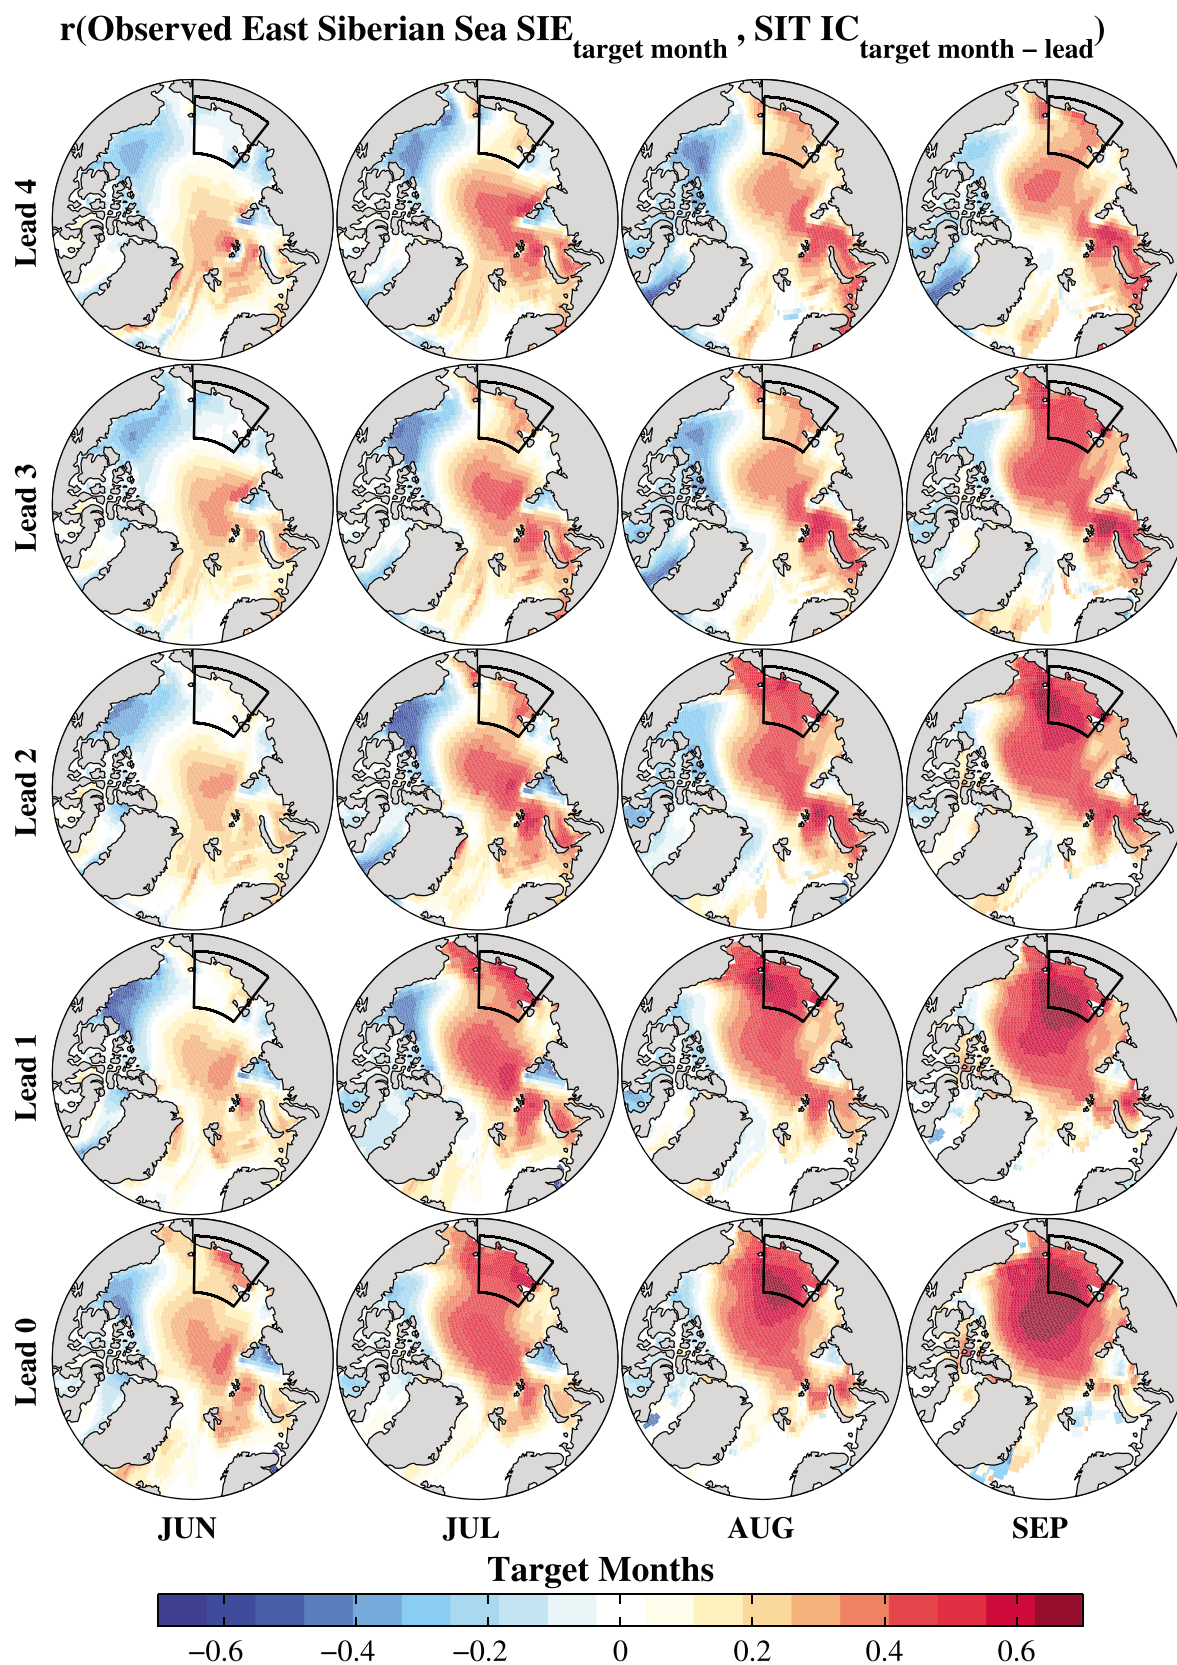 r(Observed East Siberian Sea SIE target month , SIT IC target month − lead)
Lead 4
Lead 3
Lead 2
Lead 1
Lead 0
JUN JUL AUG SEP
Target Months
−0.6 −0.4 −0.2 0 0.2 0.4 0.6